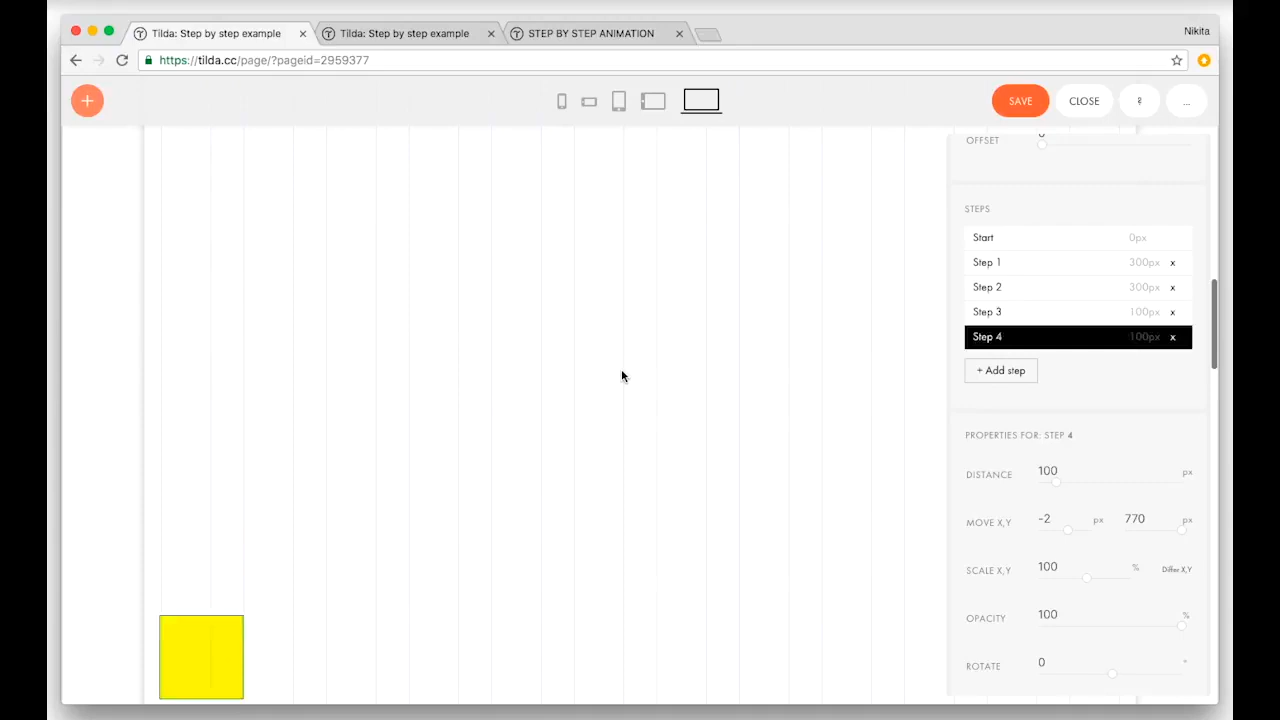 Tilda: Step by step example
Tilda: Step by step example
STEP BY STEP ANIMATION
Nikita
https://tilda.cc/page/?pageid=2959377
SAVE
CLOSE
?
...
OFFSET
STEPS
Start 0px
Step 1 300px x
Step 2 300px x
Step 3 100px x
Step 4 100px x
+ Add step
PROPERTIES FOR: STEP 4
DISTANCE 100 px
MOVE X,Y -2 px 770 px
SCALE X,Y 100 % Differ X,Y
OPACITY 100 %
ROTATE 0 °